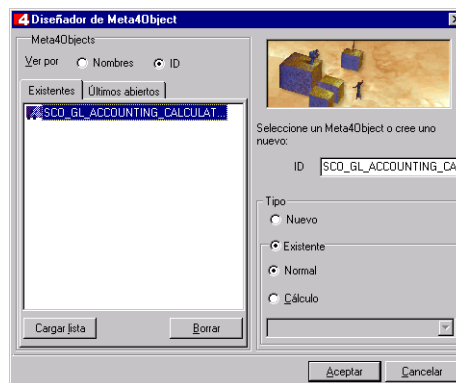 Diseñador de Meta4Object
Meta4Objects
Ver por
Nombres
ID
Existentes
Últimos abiertos
SCO_GL_ACCOUNTING_CALCULAT...
Cargar lista
Borrar
Seleccione un Meta4Object o cree uno
nuevo:
ID
SCO_GL_ACCOUNTING_CA
Tipo
Nuevo
Existente
Normal
Cálculo
Aceptar
Cancelar